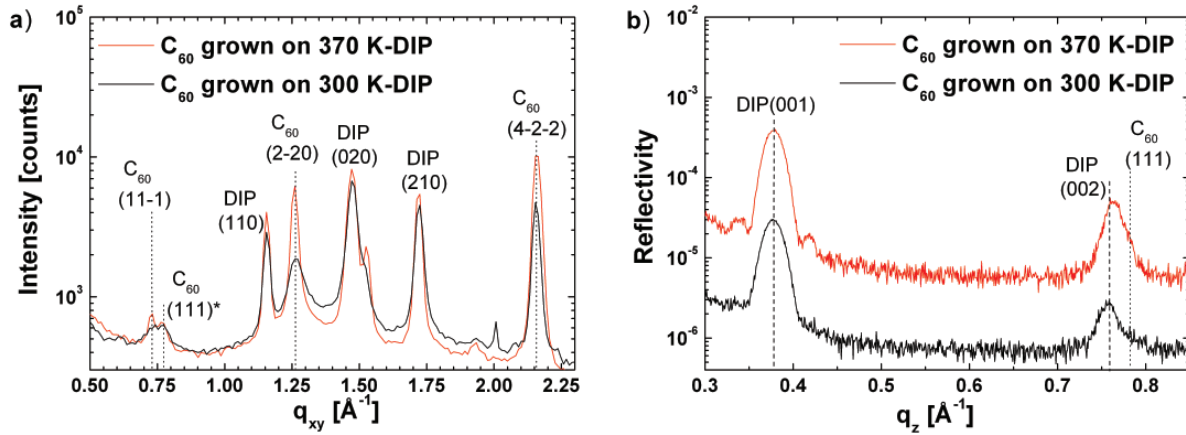 a)
10^5
10^4
10^3
Intensity [counts]
C60 grown on 370 K-DIP
C60 grown on 300 K-DIP
C60
(11-1)
C60
(111)*
DIP
(110)
C60
(2-20)
DIP
(020)
DIP
(210)
C60
(4-2-2)
0.50 0.75 1.00 1.25 1.50 1.75 2.00 2.25
qxy [Å-1]
b)
10^-2
10^-3
10^-4
10^-5
10^-6
Reflectivity
C60 grown on 370 K-DIP
C60 grown on 300 K-DIP
DIP(001)
DIP
(002)
C60
(111)
0.3 0.4 0.5 0.6 0.7 0.8
qz [Å-1]